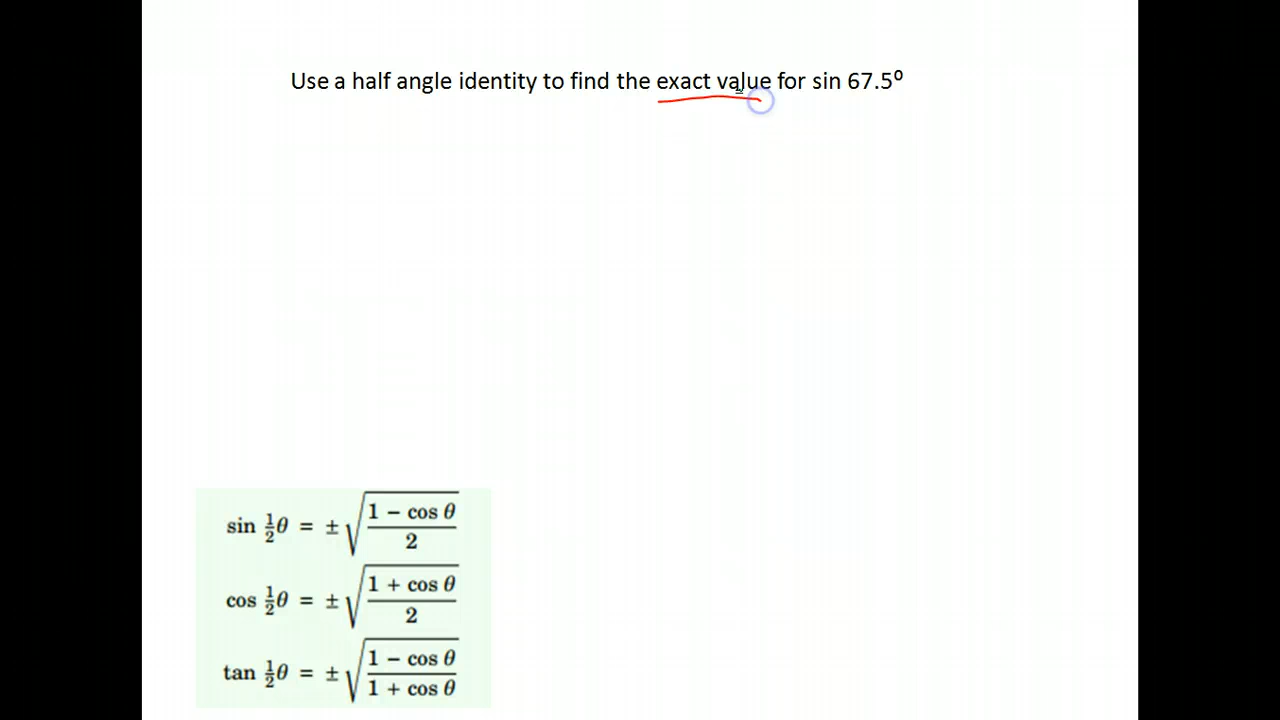 Use a half angle identity to find the exact value for sin 67.5⁰
sin ½θ = ±√((1 − cos θ)/2)
cos ½θ = ±√((1 + cos θ)/2)
tan ½θ = ±√((1 − cos θ)/(1 + cos θ))